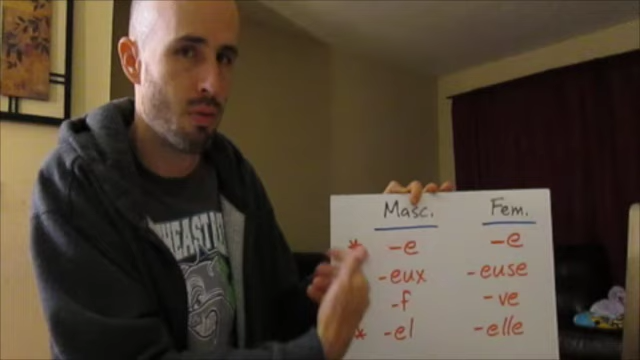 Masc. Fem.
* -e -e
-eux -euse
-f -ve
* -el -elle